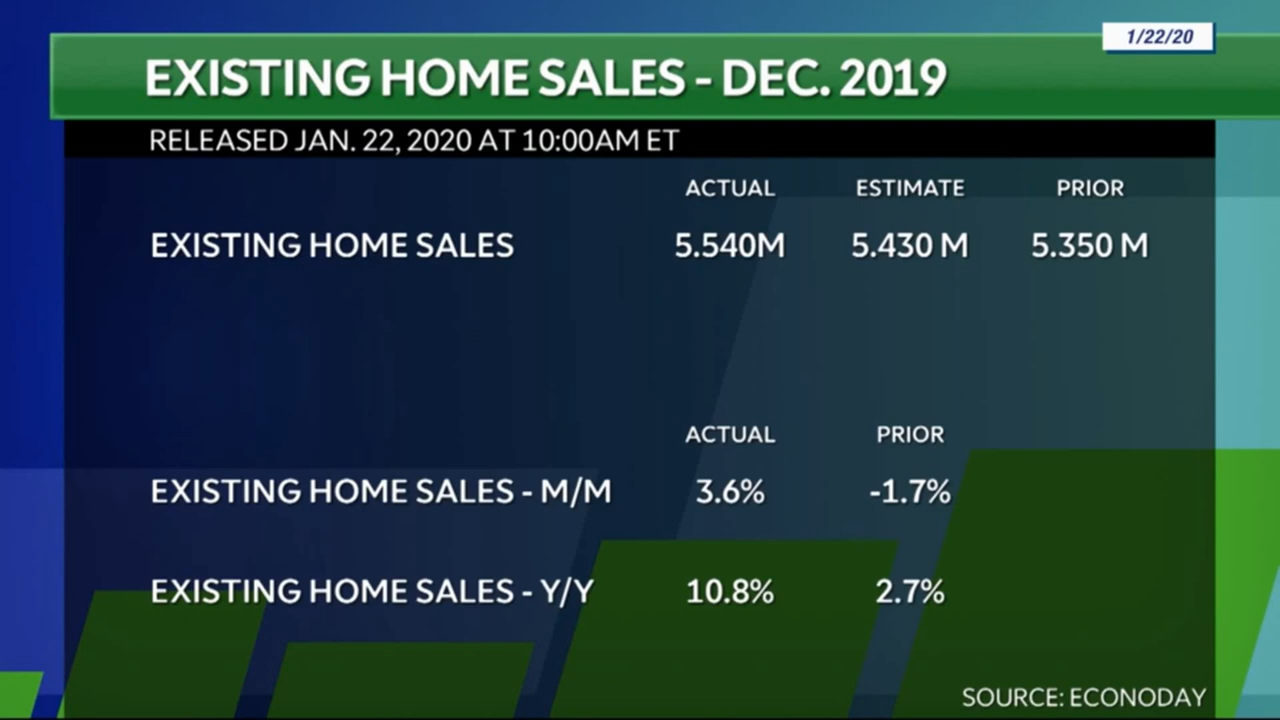 1/22/20
EXISTING HOME SALES - DEC. 2019
RELEASED JAN. 22, 2020 AT 10:00AM ET
ACTUAL ESTIMATE PRIOR
EXISTING HOME SALES 5.540M 5.430 M 5.350 M
ACTUAL PRIOR
EXISTING HOME SALES - M/M 3.6% -1.7%
EXISTING HOME SALES - Y/Y 10.8% 2.7%
SOURCE: ECONODAY